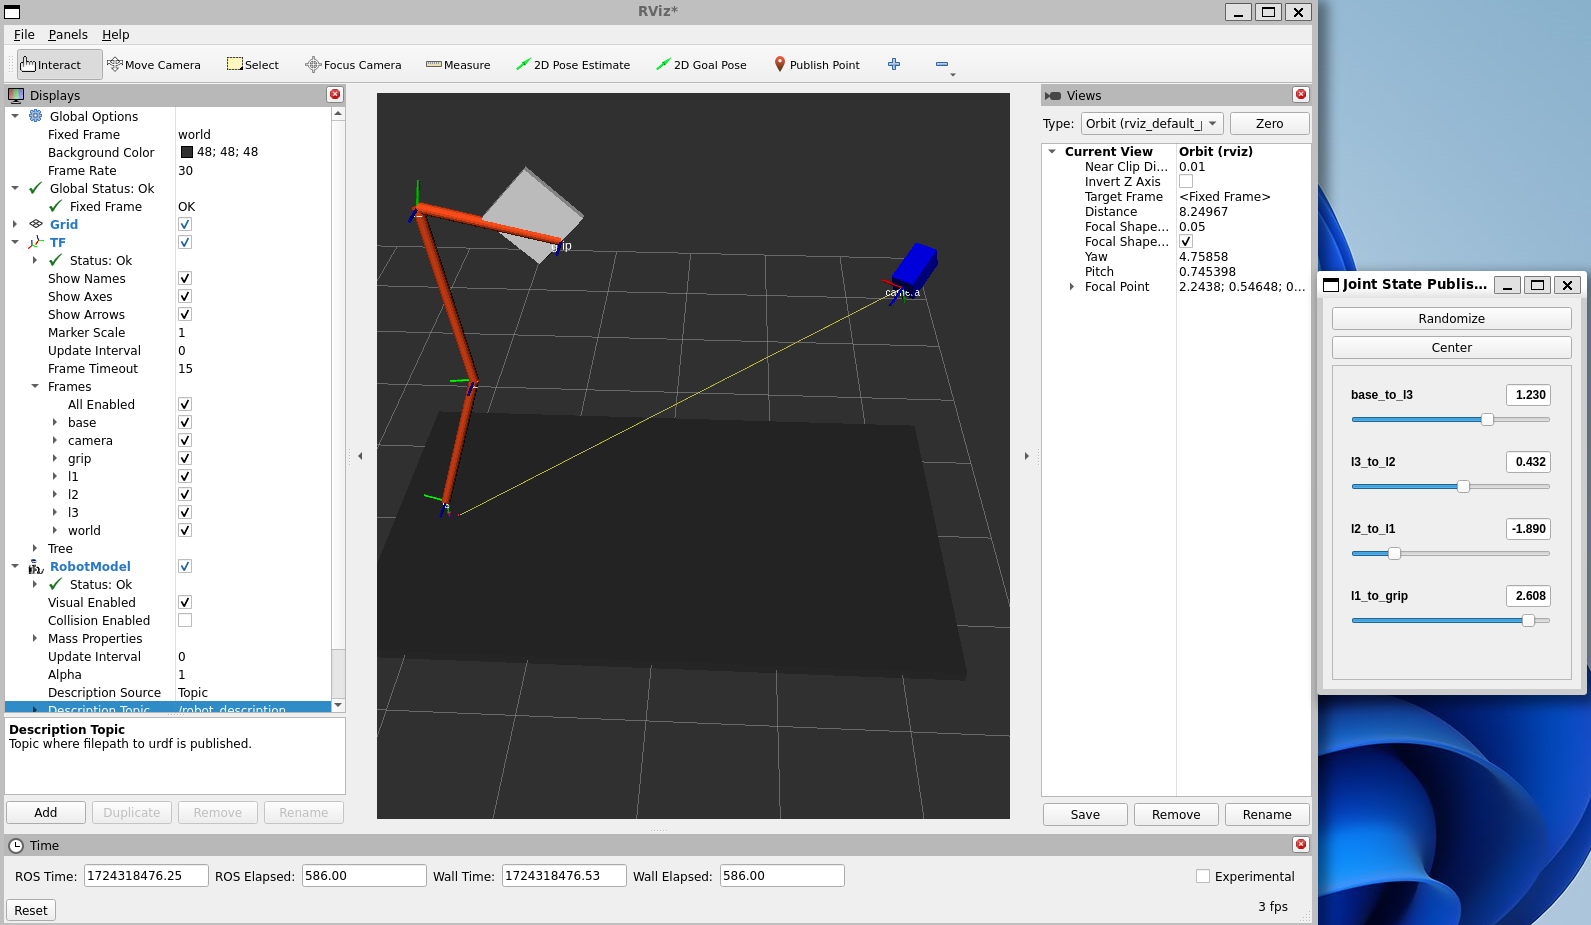 RViz*
File Panels Help
Interact Move Camera Select Focus Camera Measure 2D Pose Estimate 2D Goal Pose Publish Point
Displays
Global Options
Fixed Frame world
Background Color 48; 48; 48
Frame Rate 30
Global Status: Ok
Fixed Frame OK
Grid
TF
Status: Ok
Show Names
Show Axes
Show Arrows
Marker Scale 1
Update Interval 0
Frame Timeout 15
Frames
All Enabled
base
camera
grip
l1
l2
l3
world
Tree
RobotModel
Status: Ok
Visual Enabled
Collision Enabled
Mass Properties
Update Interval 0
Alpha 1
Description Source Topic
Description Topic /robot_description
Description Topic
Topic where filepath to urdf is published.
Add Duplicate Remove Rename
grip
camera
Views
Type: Orbit (rviz_default_ Zero
Current View Orbit (rviz)
Near Clip Di... 0.01
Invert Z Axis
Target Frame <Fixed Frame>
Distance 8.24967
Focal Shape... 0.05
Focal Shape...
Yaw 4.75858
Pitch 0.745398
Focal Point 2.2438; 0.54648; 0...
Save Remove Rename
Time
ROS Time: 1724318476.25 ROS Elapsed: 586.00 Wall Time: 1724318476.53 Wall Elapsed: 586.00 Experimental
Reset 3 fps
Joint State Publis...
Randomize
Center
base_to_l3 1.230
l3_to_l2 0.432
l2_to_l1 -1.890
l1_to_grip 2.608